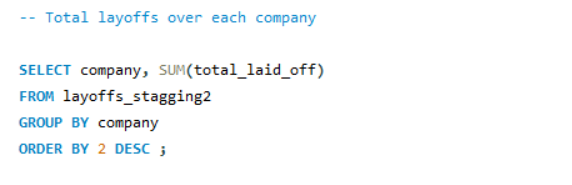 -- Total layoffs over each company
SELECT company, SUM(total_laid_off)
FROM layoffs_stagging2
GROUP BY company
ORDER BY 2 DESC ;